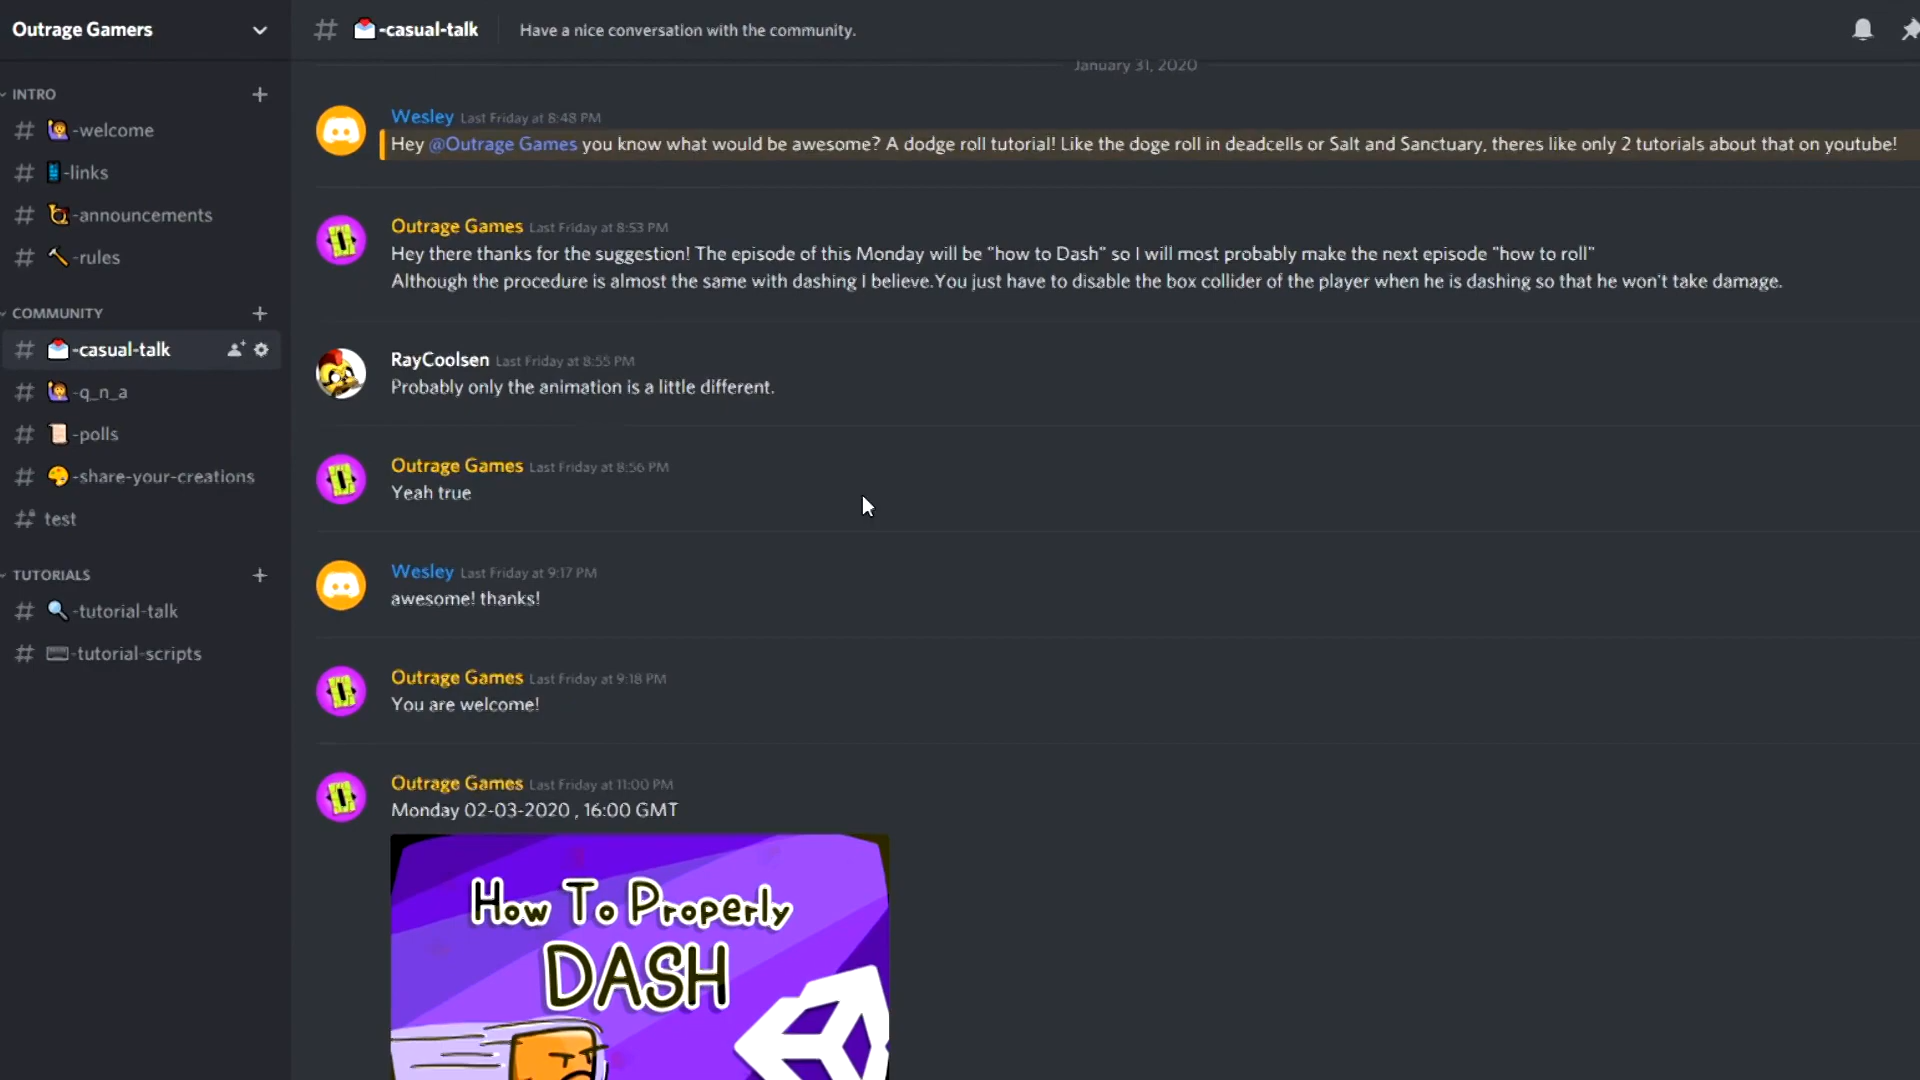 Outrage Gamers
-casual-talk
Have a nice conversation with the community.
INTRO
-welcome
-links
-announcements
-rules
COMMUNITY
-casual-talk
-q_n_a
-polls
-share-your-creations
test
TUTORIALS
-tutorial-talk
-tutorial-scripts
January 31, 2020
Wesley Last Friday at 8:48 PM
Hey @Outrage Games you know what would be awesome? A dodge roll tutorial! Like the doge roll in deadcells or Salt and Sanctuary, theres like only 2 tutorials about that on youtube!
Outrage Games Last Friday at 8:53 PM
Hey there thanks for the suggestion! The episode of this Monday will be "how to Dash" so I will most probably make the next episode "how to roll"
Although the procedure is almost the same with dashing I believe.You just have to disable the box collider of the player when he is dashing so that he won't take damage.
RayCoolsen Last Friday at 8:55 PM
Probably only the animation is a little different.
Outrage Games Last Friday at 8:56 PM
Yeah true
Wesley Last Friday at 9:17 PM
awesome! thanks!
Outrage Games Last Friday at 9:18 PM
You are welcome!
Outrage Games Last Friday at 11:00 PM
Monday 02-03-2020 , 16:00 GMT
How To Properly
DASH